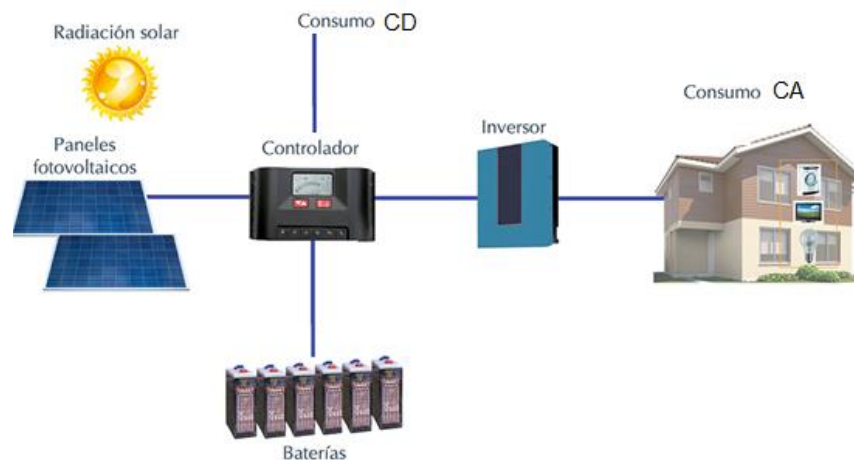 Consumo CD
Radiación solar
Consumo CA
Inversor
Paneles
fotovoltaicos
Controlador
Baterías